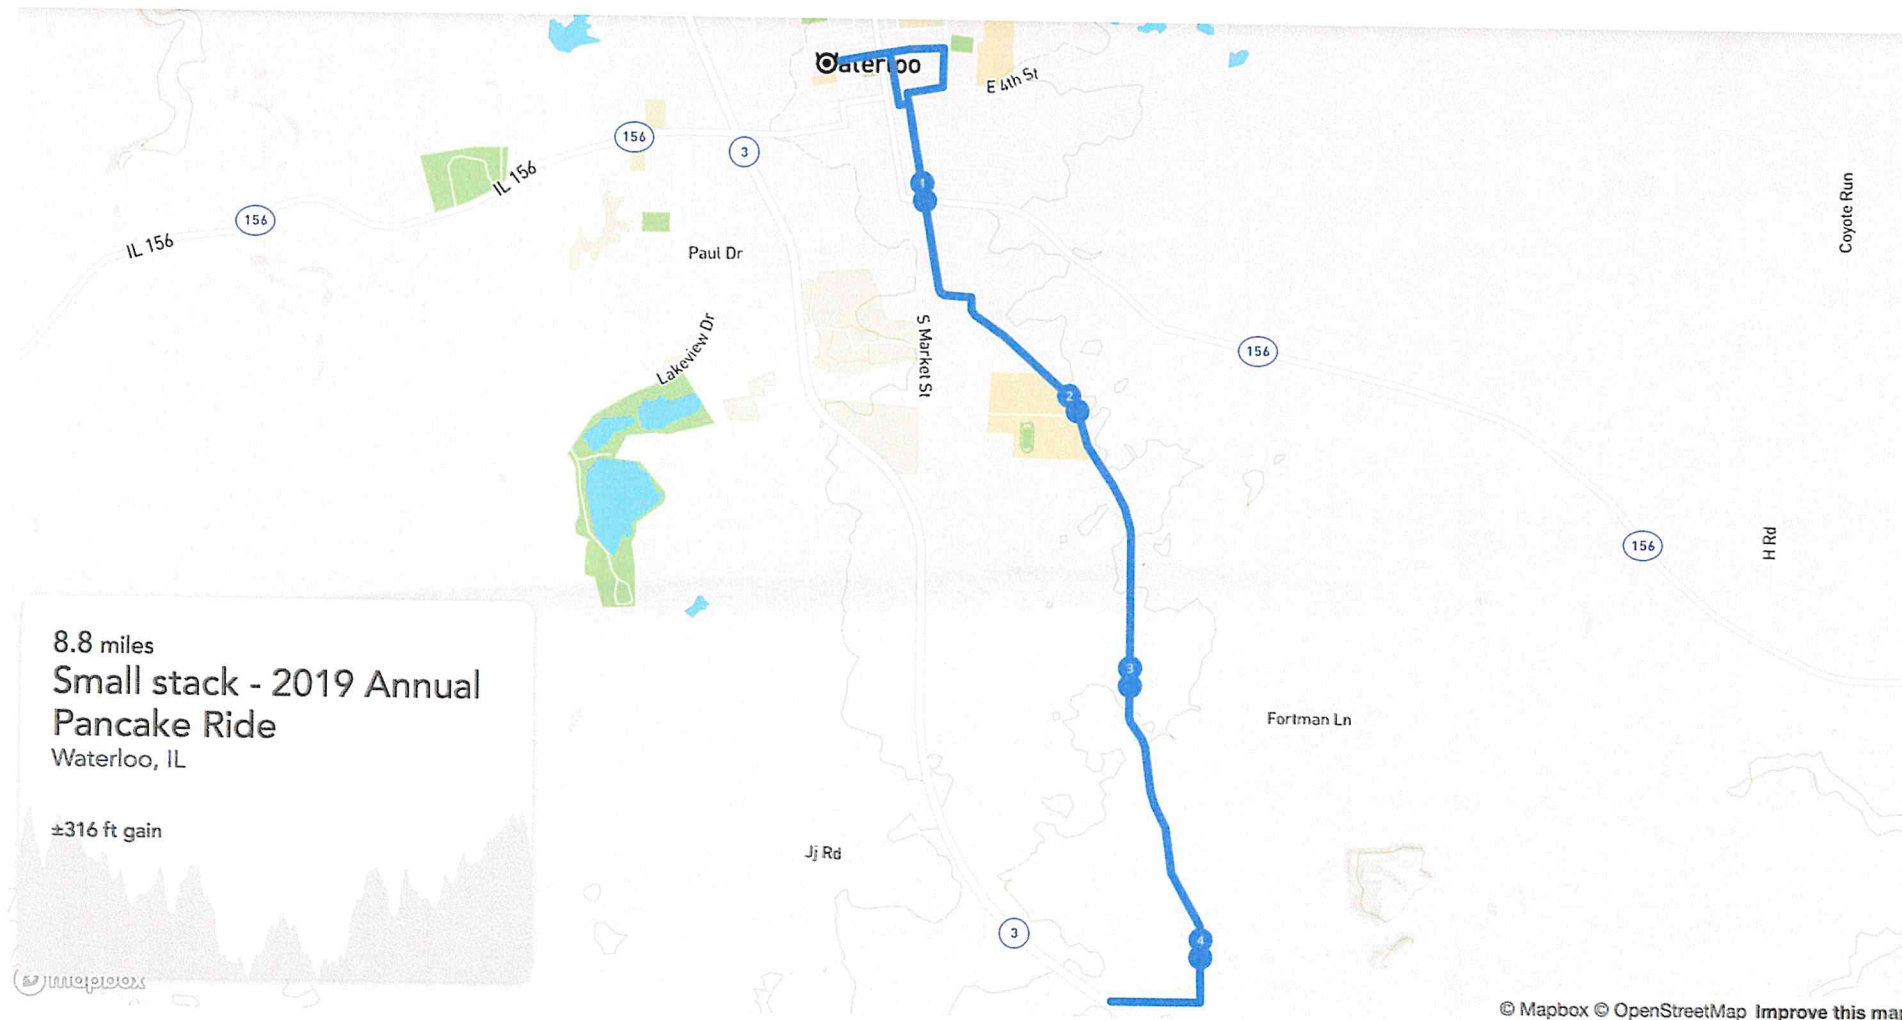 Waterloo
E 4th St
156
3
IL 156
156
IL 156
Coyote Run
1
Paul Dr
Lakeview Dr
S Market St
156
2
156
H Rd
8.8 miles
Small stack - 2019 Annual
Pancake Ride
Waterloo, IL
±316 ft gain
3
Fortman Ln
Jj Rd
3
4
mapbox
© Mapbox © OpenStreetMap Improve this map